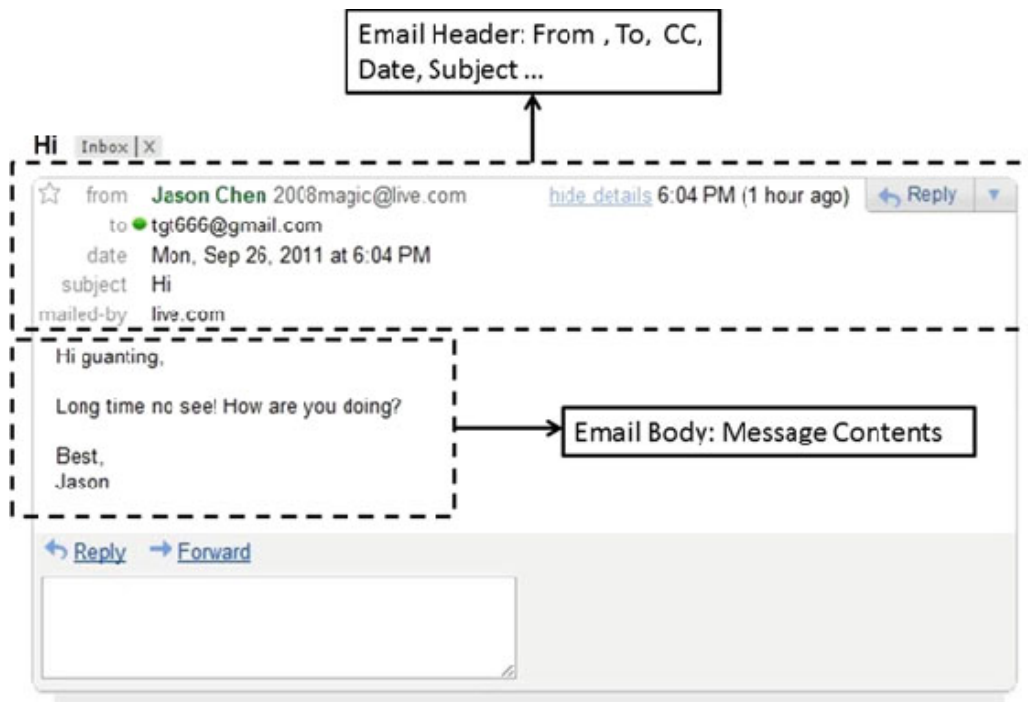 Email Header: From , To, CC,
Date, Subject ...
Hi Inbox | X
from Jason Chen 2008magic@live.com hide details 6:04 PM (1 hour ago) Reply
to tgt666@gmail.com
date Mon, Sep 26, 2011 at 6:04 PM
subject Hi
mailed-by live.com
Hi guanting,
Long time no see! How are you doing?
Email Body: Message Contents
Best,
Jason
Reply Forward